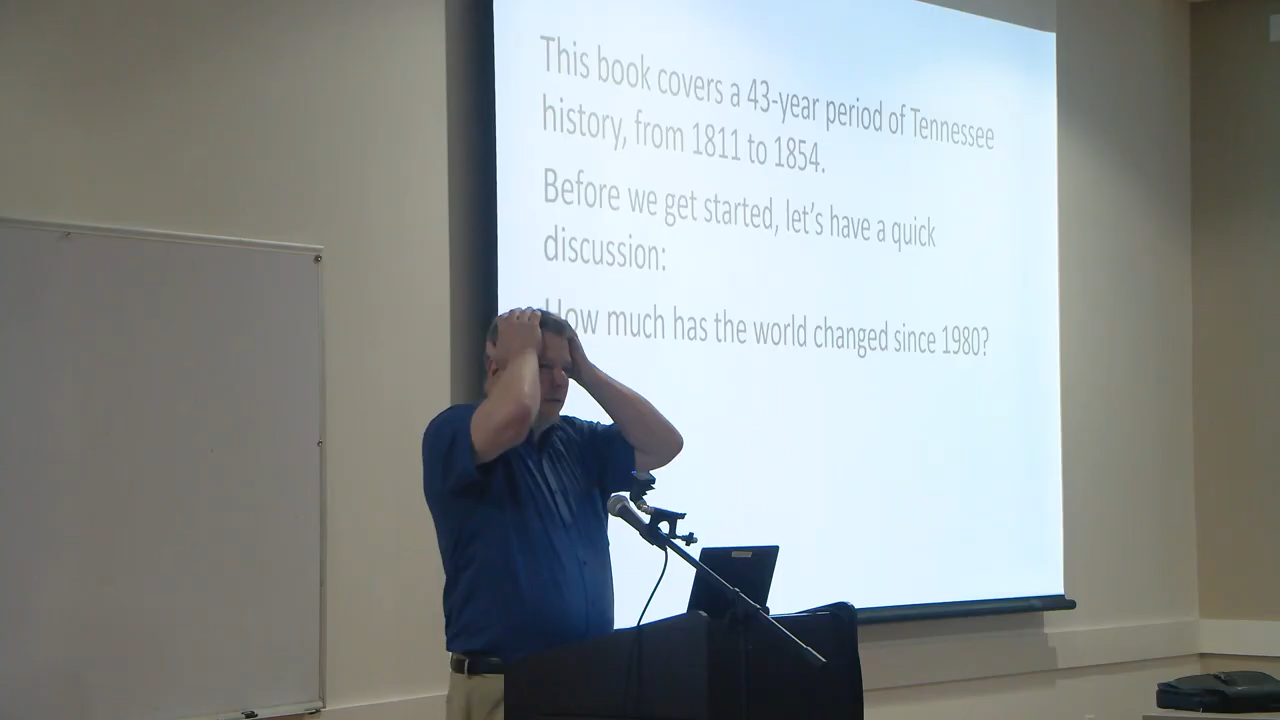 This book covers a 43-year period of Tennessee
history, from 1811 to 1854.
Before we get started, let's have a quick
discussion:
How much has the world changed since 1980?